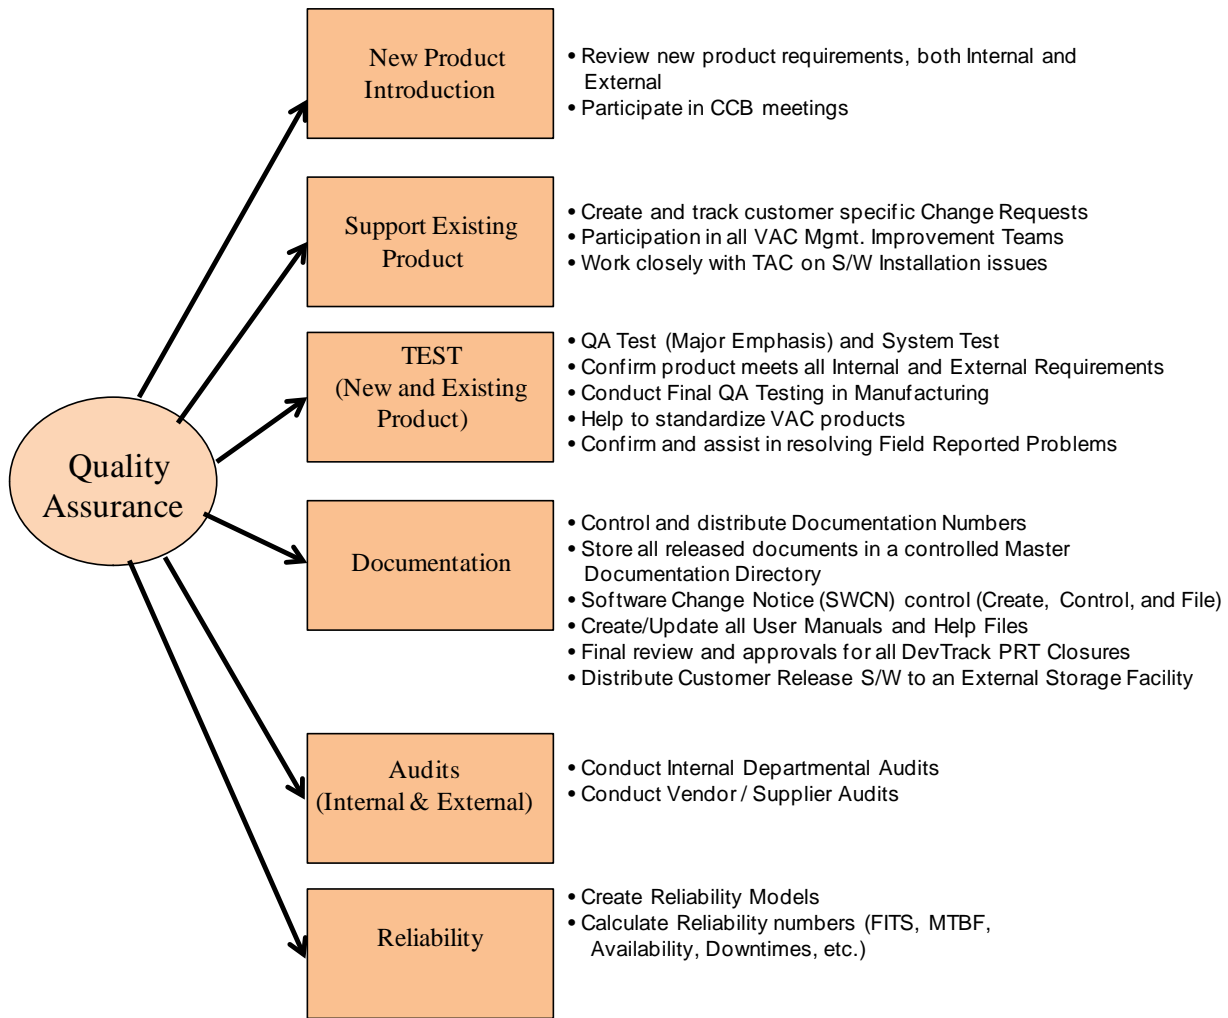 New Product
Introduction
• Review new product requirements, both Internal and
External
• Participate in CCB meetings
Support Existing
Product
• Create and track customer specific Change Requests
• Participation in all VAC Mgmt. Improvement Teams
• Work closely with TAC on S/W Installation issues
TEST
(New and Existing
Product)
• QA Test (Major Emphasis) and System Test
• Confirm product meets all Internal and External Requirements
• Conduct Final QA Testing in Manufacturing
• Help to standardize VAC products
• Confirm and assist in resolving Field Reported Problems
Quality
Assurance
Documentation
• Control and distribute Documentation Numbers
• Store all released documents in a controlled Master
Documentation Directory
• Software Change Notice (SWCN) control (Create, Control, and File)
• Create/Update all User Manuals and Help Files
• Final review and approvals for all DevTrack PRT Closures
• Distribute Customer Release S/W to an External Storage Facility
Audits
(Internal & External)
• Conduct Internal Departmental Audits
• Conduct Vendor / Supplier Audits
Reliability
• Create Reliability Models
• Calculate Reliability numbers (FITS, MTBF,
Availability, Downtimes, etc.)